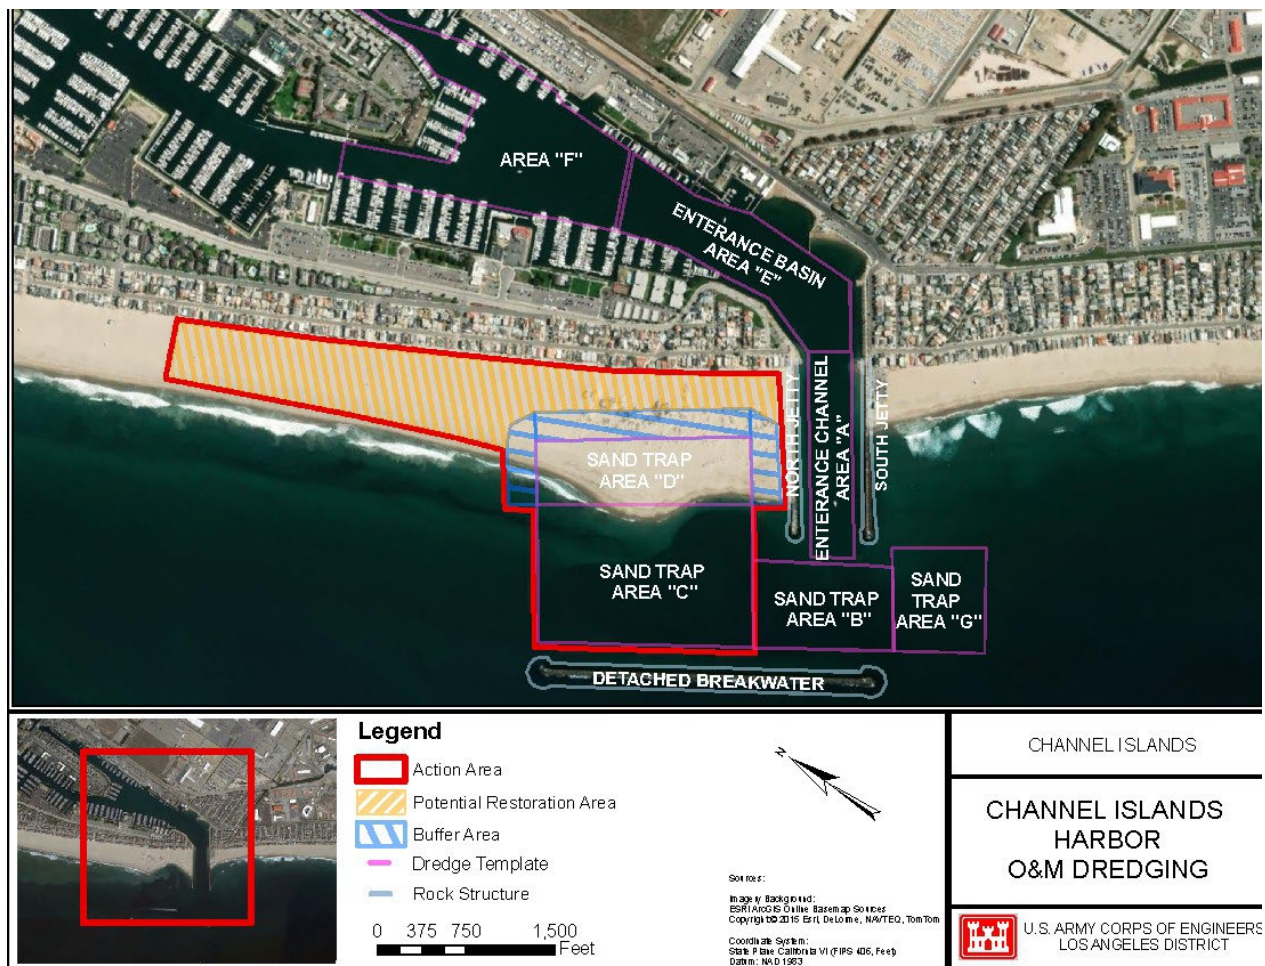 AREA "F"
ENTERANCE BASIN
AREA "E"
NORTH JETTY
ENTERANCE CHANNEL
AREA "A"
SOUTH JETTY
SAND TRAP
AREA "D"
SAND TRAP
AREA "C"
SAND TRAP
AREA "B"
SAND
TRAP
AREA "G"
DETACHED BREAKWATER
Legend
Action Area
Potential Restoration Area
Buffer Area
Dredge Template
Rock Structure
0 375 750 1,500
Feet
N
Sources:
Imagery Background:
ESRI ArcGIS Online Basemap Sources
Copyright:© 2015 Esri, DeLorme, NAVTEQ, TomTom
Coordinate System:
State Plane California VI (FIPS 406, Feet)
Datum: NAD 1983
CHANNEL ISLANDS
CHANNEL ISLANDS
HARBOR
O&M DREDGING
U.S. ARMY CORPS OF ENGINEERS
LOS ANGELES DISTRICT